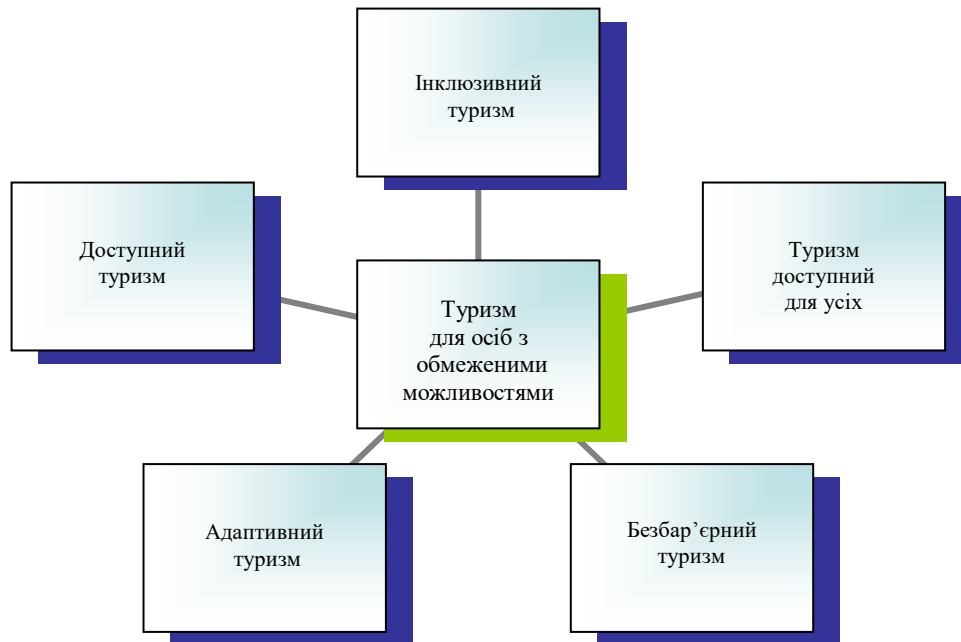 Інклюзивний
туризм
Доступний
туризм
Туризм
доступний
для усіх
Туризм
для осіб з
обмеженими
можливостями
Адаптивний
туризм
Безбар’єрний
туризм